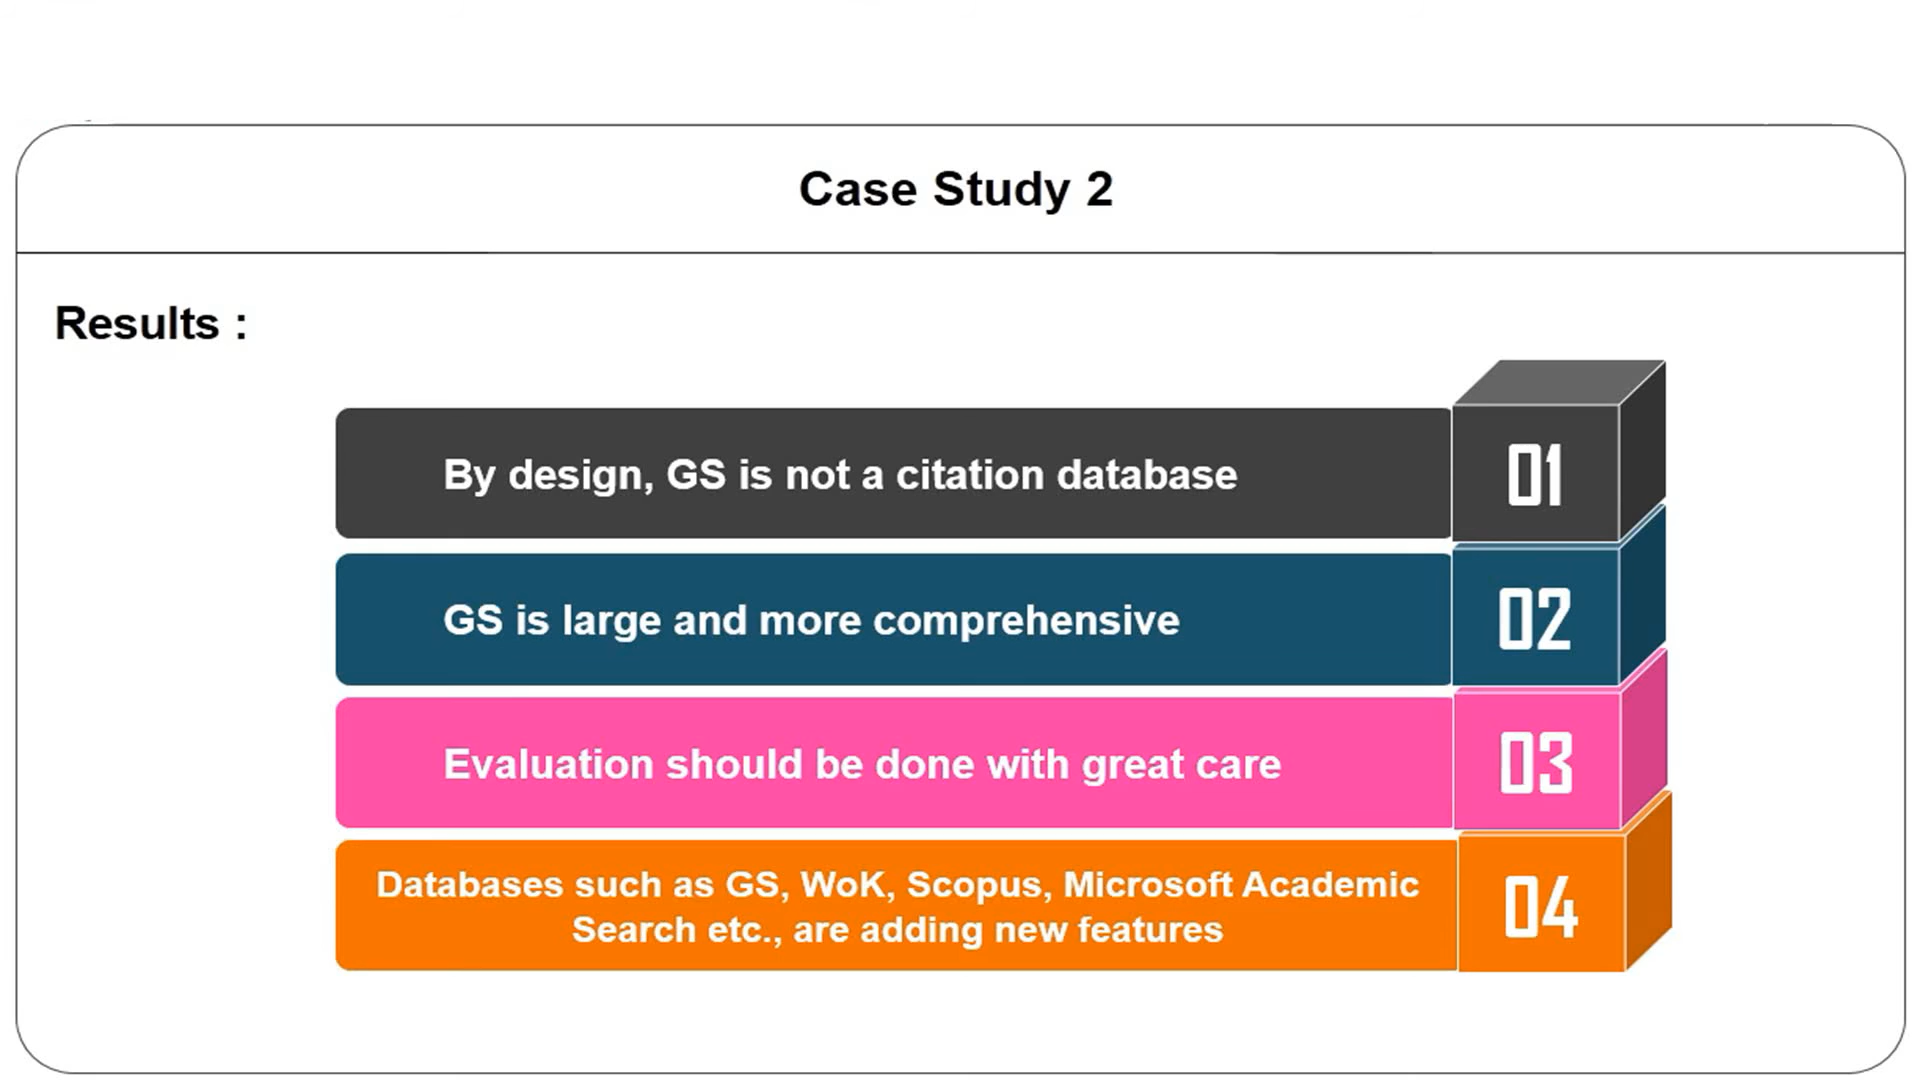 Case Study 2
Results :
By design, GS is not a citation database
01
GS is large and more comprehensive
02
Evaluation should be done with great care
03
Databases such as GS, WoK, Scopus, Microsoft Academic
Search etc., are adding new features
04